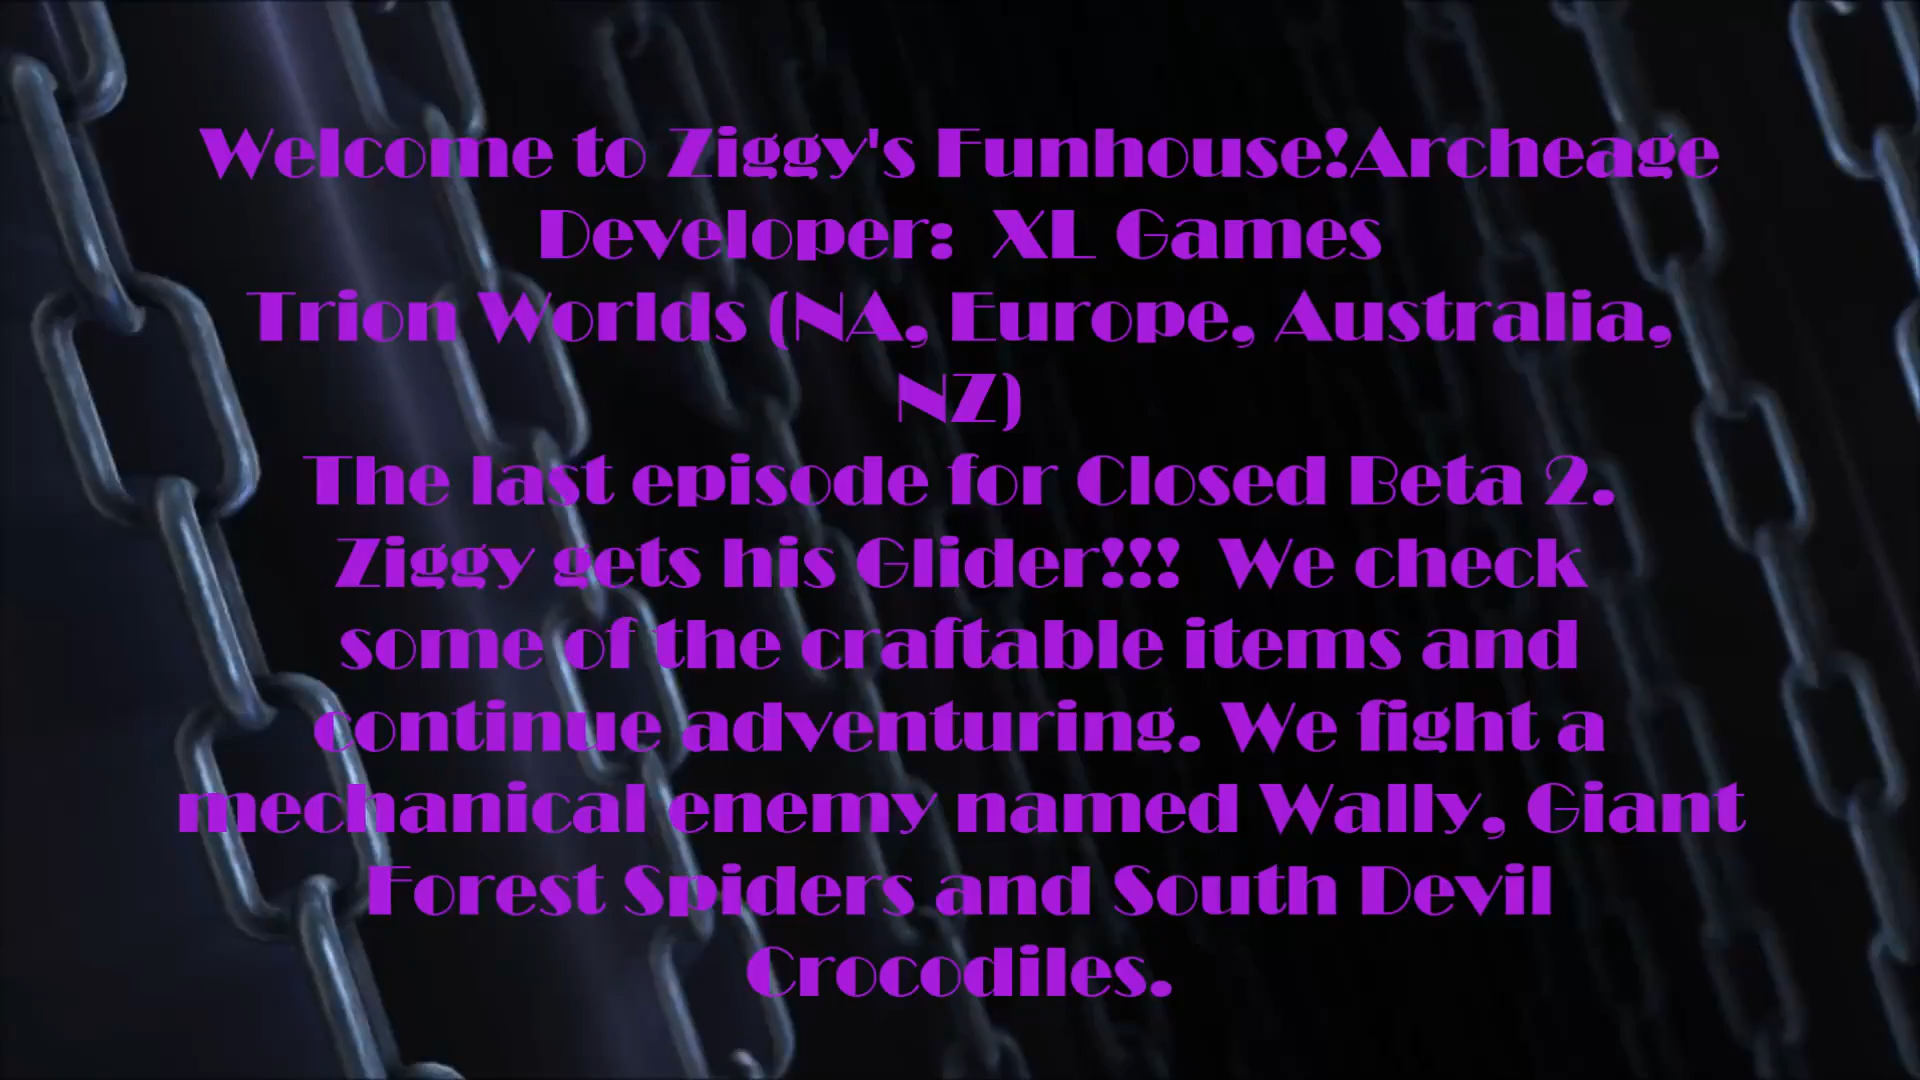 Welcome to Ziggy's Funhouse!Archeage
Developer:  XL Games
Trion Worlds (NA, Europe, Australia,
NZ)
The last episode for Closed Beta 2.
Ziggy gets his Glider!!!  We check
some of the craftable items and
continue adventuring. We fight a
mechanical enemy named Wally, Giant
Forest Spiders and South Devil
Crocodiles.